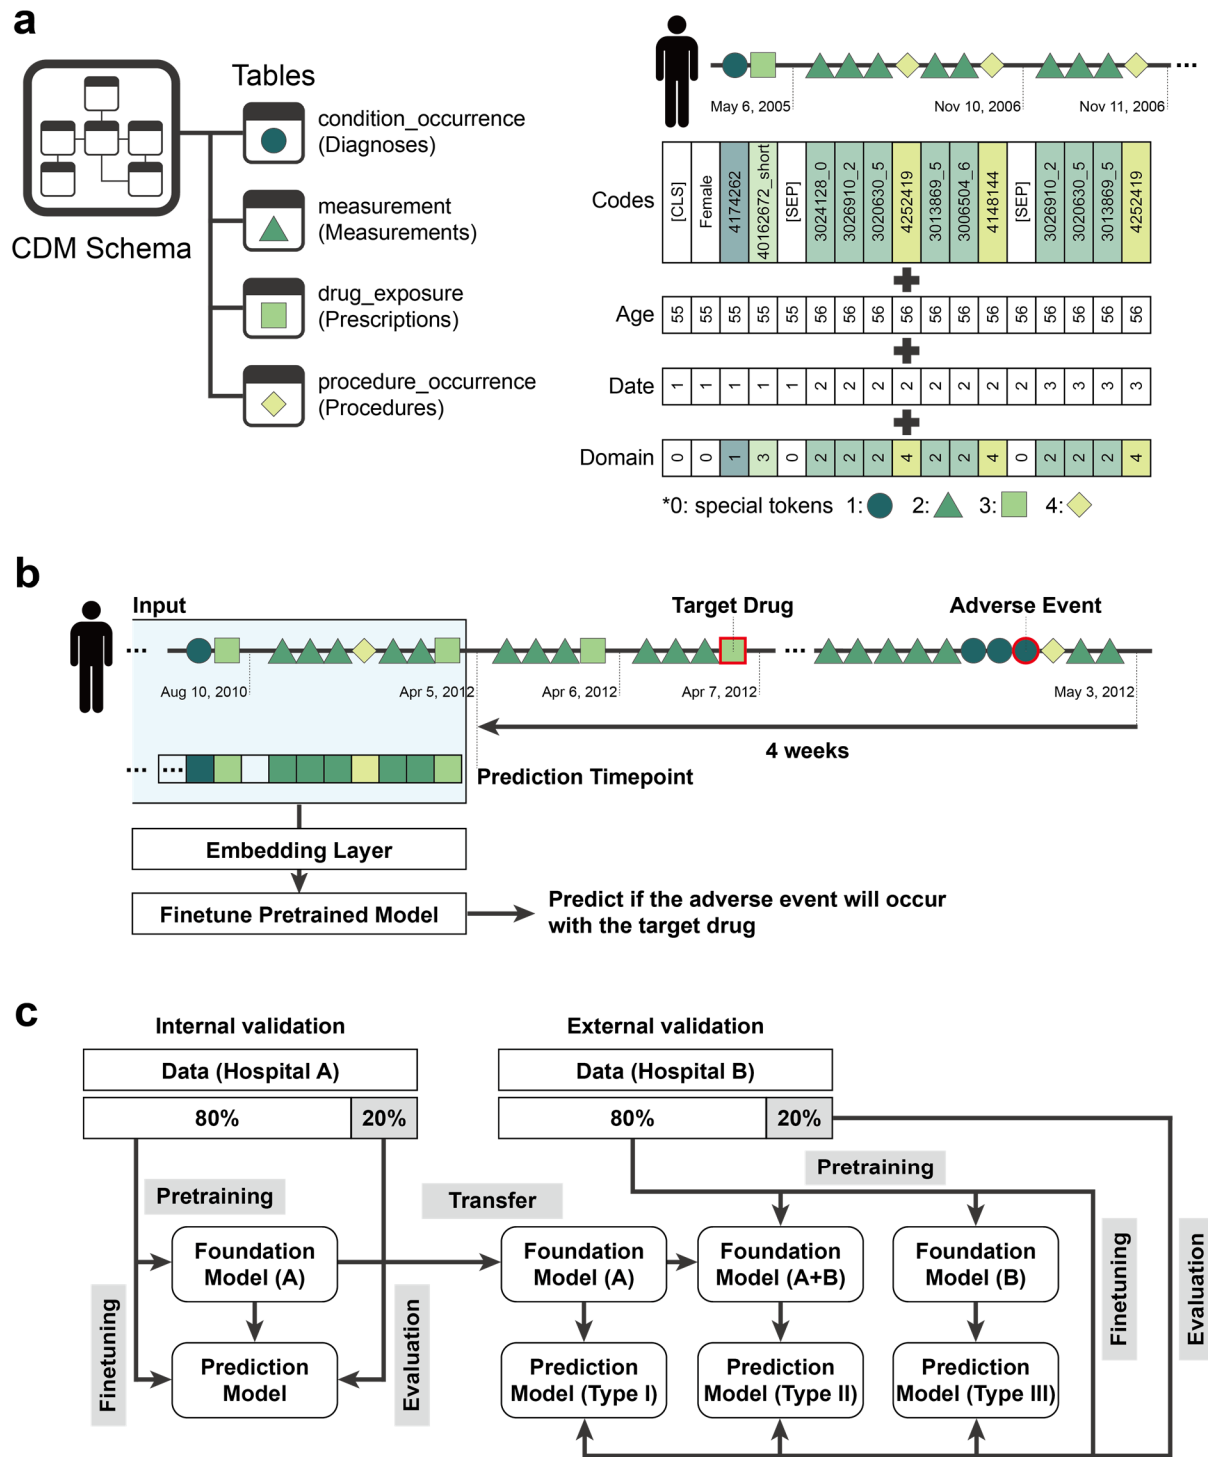 a
Tables
CDM Schema
condition_occurrence
(Diagnoses)
measurement
(Measurements)
drug_exposure
(Prescriptions)
procedure_occurrence
(Procedures)
May 6, 2005
Nov 10, 2006
Nov 11, 2006
...
Codes
[CLS]
Female
4174262
40162672_short
[SEP]
3024128_0
3026910_2
3020630_5
4252419
3013869_5
3006504_6
4148144
[SEP]
3026910_2
3020630_5
3013869_5
4252419
Age
55 55 55 55 55 56 56 56 56 56 56 56 56 56 56 56 56
Date
1 1 1 1 1 2 2 2 2 2 2 2 2 3 3 3 3
Domain
0 0 1 3 0 2 2 2 4 2 2 4 0 2 2 2 4
*0: special tokens 1: 2: 3: 4:
b
Input
Target Drug
Adverse Event
...
...
Aug 10, 2010
Apr 5, 2012
Apr 6, 2012
Apr 7, 2012
May 3, 2012
4 weeks
... ...
Prediction Timepoint
Embedding Layer
Finetune Pretrained Model
Predict if the adverse event will occur
with the target drug
c
Internal validation
Data (Hospital A)
80% 20%
Pretraining
Foundation
Model (A)
Finetuning
Evaluation
Prediction
Model
Transfer
External validation
Data (Hospital B)
80% 20%
Pretraining
Foundation
Model (A)
Foundation
Model (A+B)
Foundation
Model (B)
Finetuning
Evaluation
Prediction
Model (Type I)
Prediction
Model (Type II)
Prediction
Model (Type III)